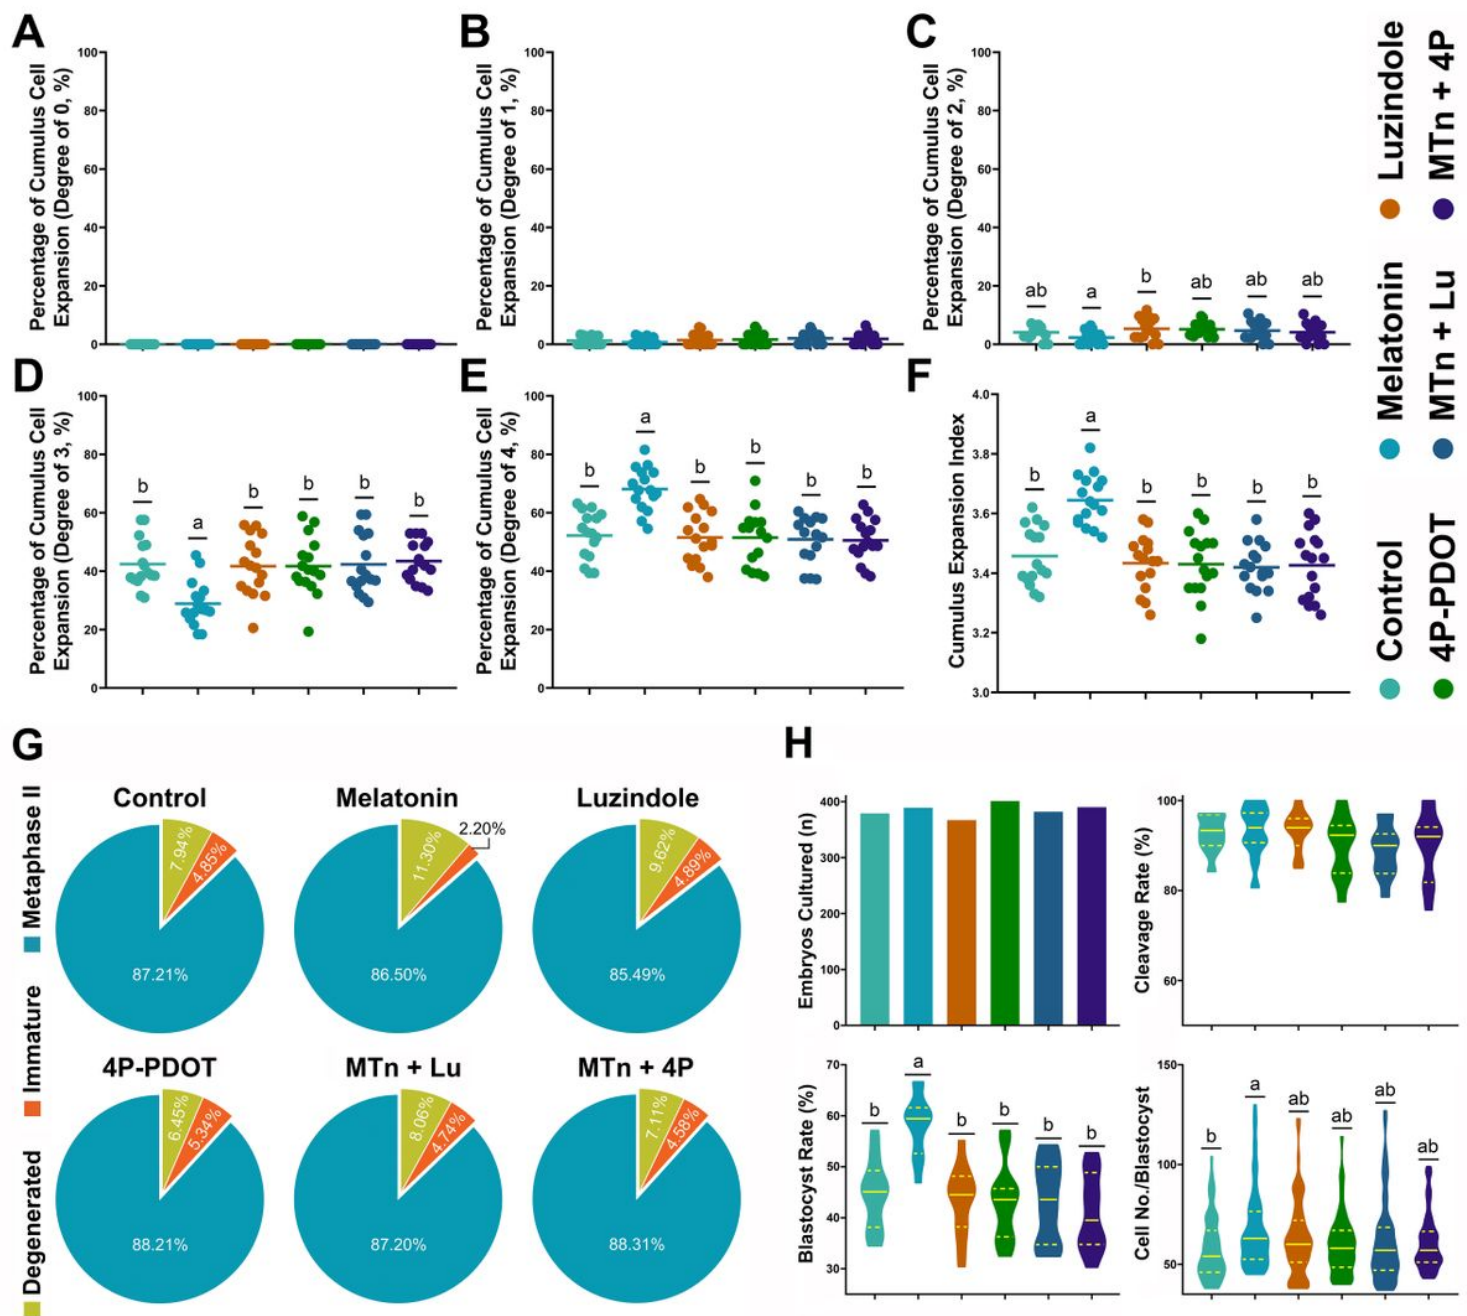 A
Percentage of Cumulus Cell
Expansion (Degree of 0, %)
100
80
60
40
20
0
B
Percentage of Cumulus Cell
Expansion (Degree of 1, %)
100
80
60
40
20
0
C
Percentage of Cumulus Cell
Expansion (Degree of 2, %)
100
80
60
40
20
0
ab a b ab ab ab
Luzindole
MTn + 4P
Melatonin
MTn + Lu
Control
4P-PDOT
D
Percentage of Cumulus Cell
Expansion (Degree of 3, %)
100
80
60
40
20
0
b a b b b b
E
Percentage of Cumulus Cell
Expansion (Degree of 4, %)
100
80
60
40
20
0
b a b b b b
F
Cumulus Expansion Index
4.0
3.8
3.6
3.4
3.2
3.0
b a b b b b
G
Metaphase II
Immature
Degenerated
Control
7.94%
4.85%
87.21%
Melatonin
11.30%
2.20%
86.50%
Luzindole
9.62%
4.89%
85.49%
4P-PDOT
6.45%
5.34%
88.21%
MTn + Lu
8.06%
4.74%
87.20%
MTn + 4P
7.11%
4.58%
88.31%
H
Embryos Cultured (n)
400
300
200
100
0
Cleavage Rate (%)
100
80
60
Blastocyst Rate (%)
70
60
50
40
30
b a b b b b
Cell No./Blastocyst
150
100
50
b a ab ab ab ab